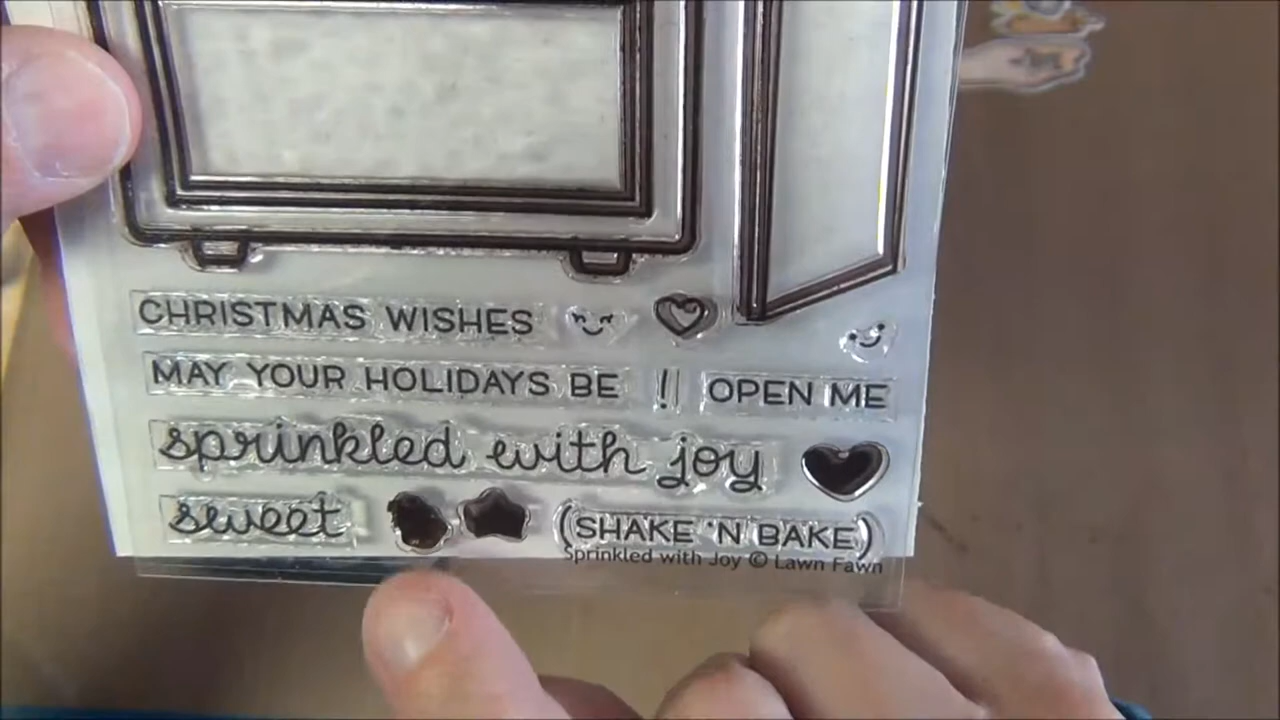 CHRISTMAS WISHES
MAY YOUR HOLIDAYS BE ! OPEN ME
sprinkled with joy
sweet (SHAKE 'N BAKE)
Sprinkled with Joy © Lawn Fawn